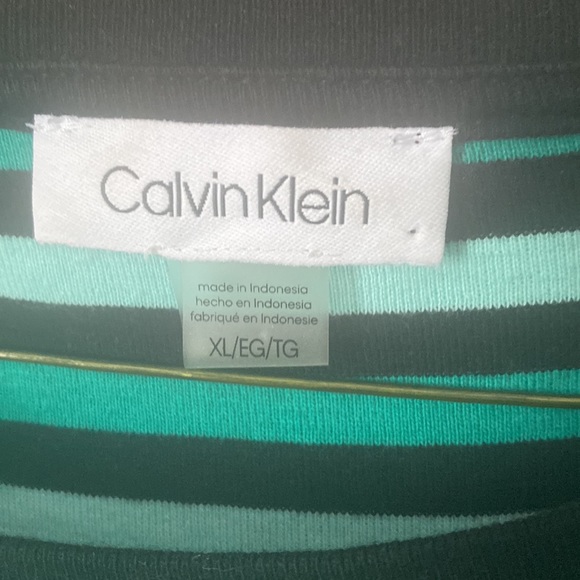 Calvin Klein
made in Indonesia
hecho en Indonesia
fabriqué en Indonesie
XL/EG/TG